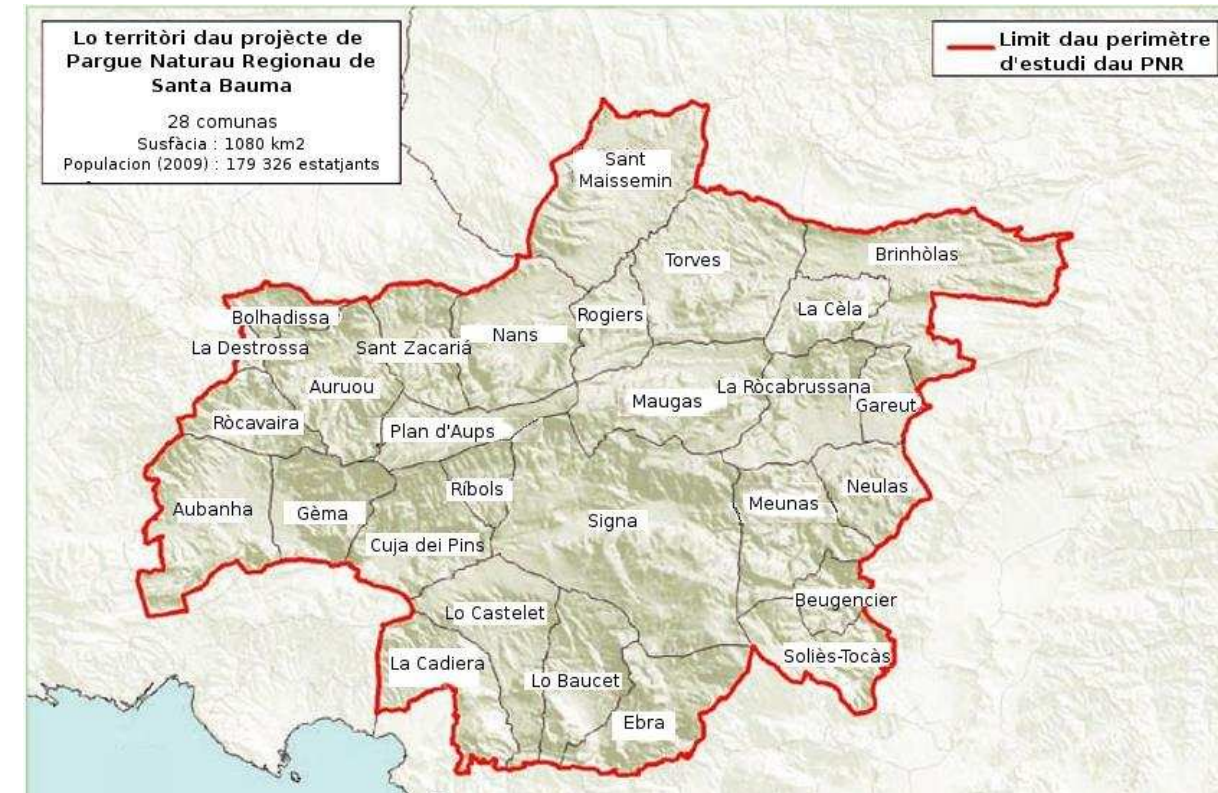 Lo territòri dau projècte de
Pargue Naturau Regionau de
Santa Bauma
28 comunas
Susfàcia : 1080 km2
Populacion (2009) : 179 326 estatjants
Limit dau perimètre
d'estudi dau PNR
Sant
Maissemin
Torves
Brinhòlas
La Cèla
Rogiers
Bolhadissa
Nans
La Destrossa
Sant Zacariá
Auruou
La Ròcabrussana
Maugas
Gareut
Ròcavaira
Plan d'Aups
Ríbols
Neulas
Meunas
Aubanha
Gèma
Signa
Cuja dei Pins
Beugencier
Lo Castelet
Soliès-Tocàs
La Cadiera
Lo Baucet
Ebra